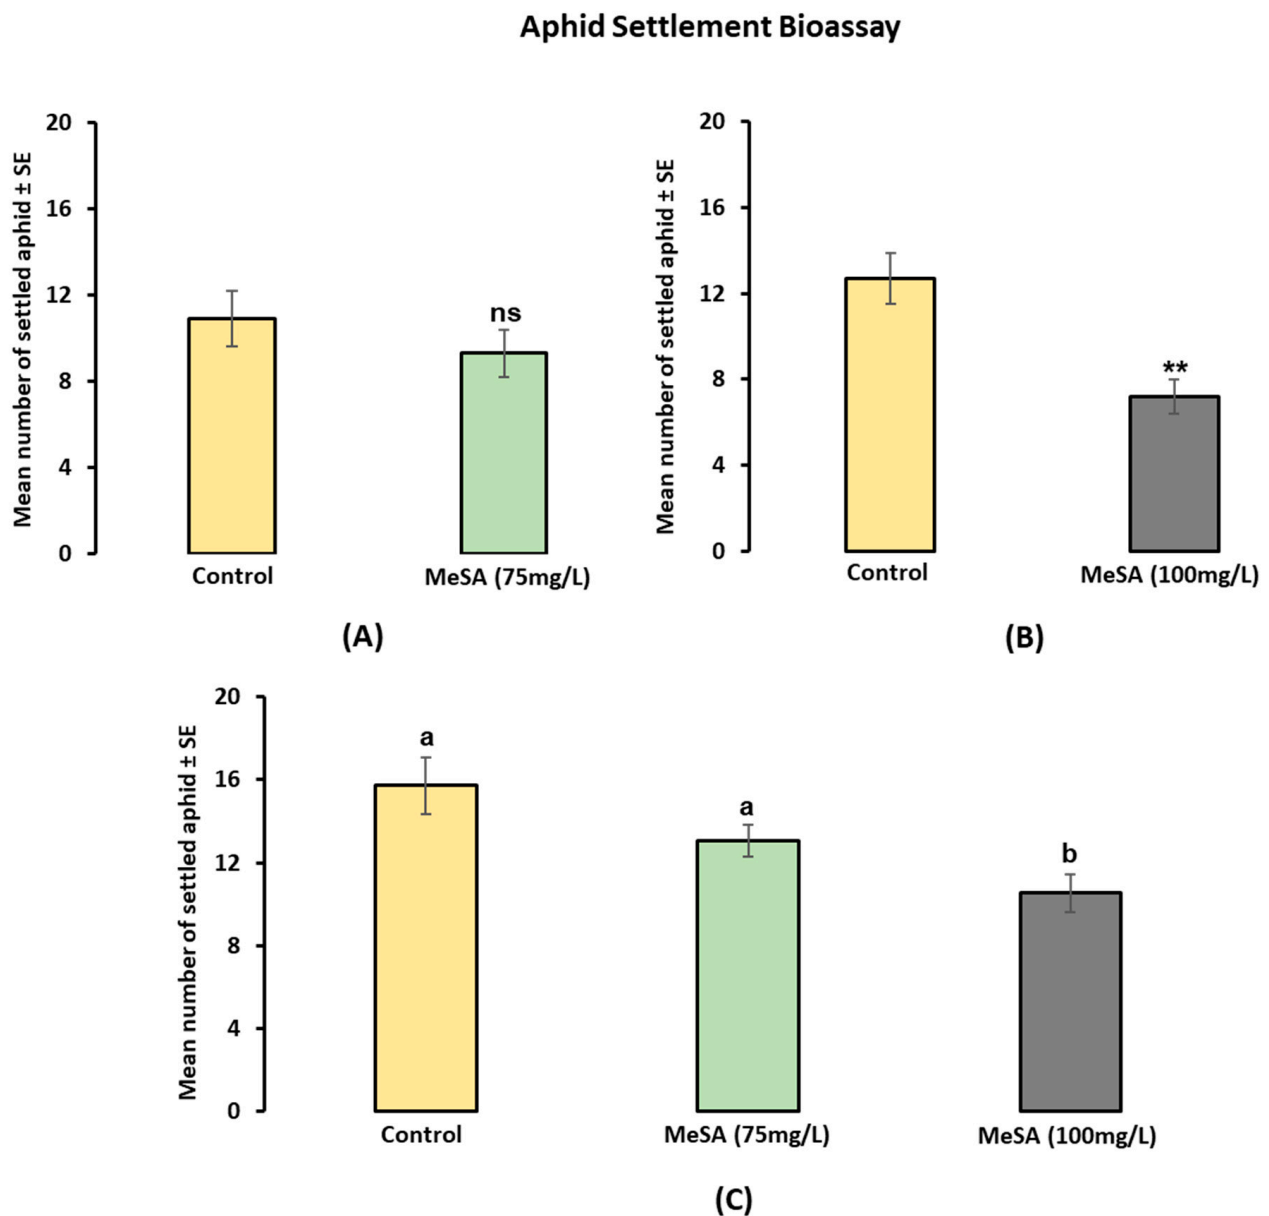 Aphid Settlement Bioassay
Mean number of settled aphid ± SE
20
16
12
8
4
0
ns
Control
MeSA (75mg/L)
(A)
Mean number of settled aphid ± SE
20
16
12
8
4
0
**
Control
MeSA (100mg/L)
(B)
Mean number of settled aphid ± SE
20
16
12
8
4
0
a
a
b
Control
MeSA (75mg/L)
MeSA (100mg/L)
(C)